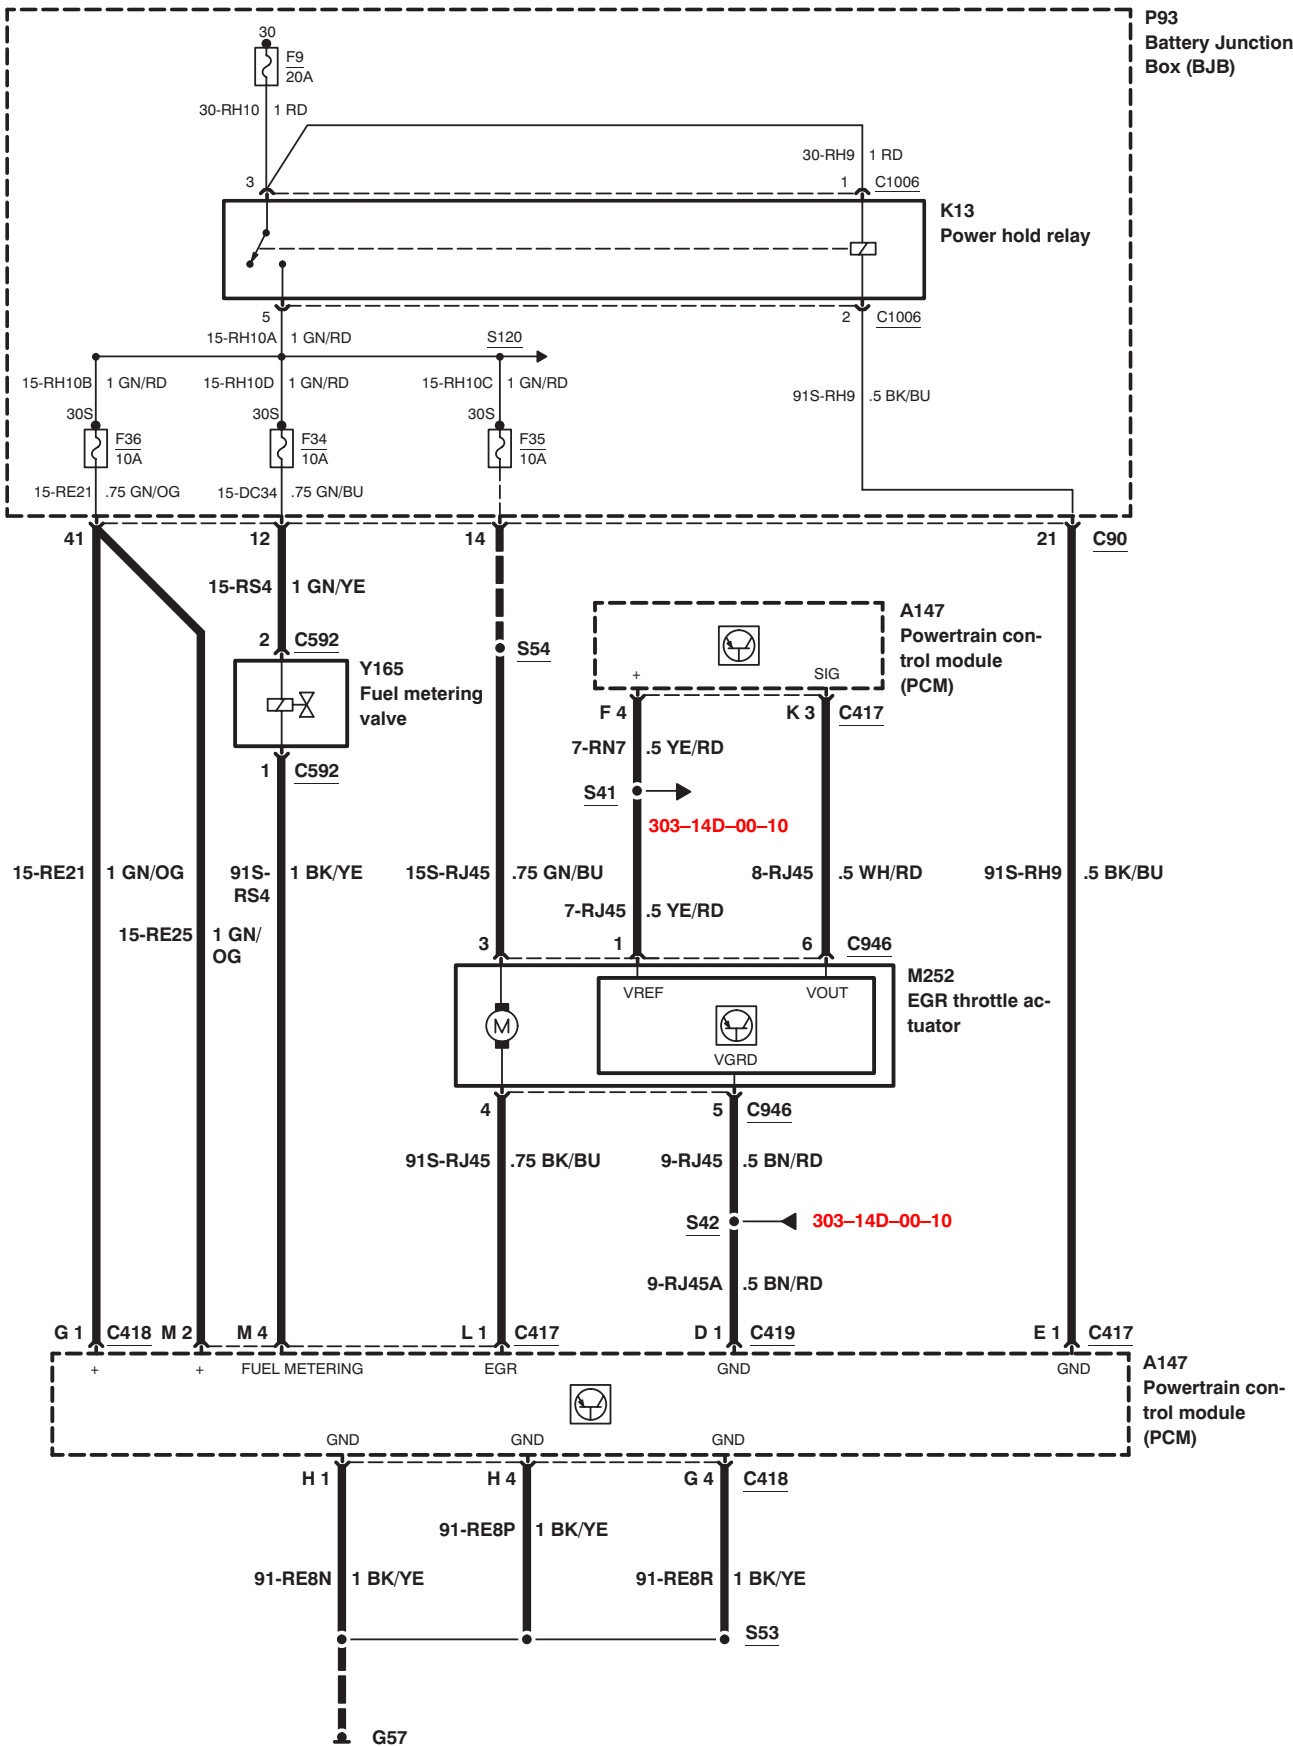 P93
Battery Junction
Box (BJB)
30
F9
20A
30-RH10 1 RD
30-RH9 1 RD
3 1 C1006
K13
Power hold relay
5 2 C1006
15-RH10A 1 GN/RD S120
15-RH10B 1 GN/RD 15-RH10D 1 GN/RD 15-RH10C 1 GN/RD
91S-RH9 .5 BK/BU
30S 30S 30S
F36 F34 F35
10A 10A 10A
15-RE21 .75 GN/OG 15-DC34 .75 GN/BU
41 12 14 21 C90
15-RS4 1 GN/YE
A147
Powertrain con-
trol module
(PCM)
2 C592
S54
Y165
Fuel metering
valve
+ SIG
F 4 K 3 C417
7-RN7 .5 YE/RD
1 C592
S41
303–14D–00–10
15-RE21 1 GN/OG 91S- 1 BK/YE 15S-RJ45 .75 GN/BU 8-RJ45 .5 WH/RD 91S-RH9 .5 BK/BU
RS4
7-RJ45 .5 YE/RD
15-RE25 1 GN/
OG
3 1 6 C946
M252
EGR throttle ac-
tuator
VREF VOUT
M
VGRD
4 5 C946
91S-RJ45 .75 BK/BU 9-RJ45 .5 BN/RD
S42 303–14D–00–10
9-RJ45A .5 BN/RD
G 1 C418 M 2 M 4 L 1 C417 D 1 C419 E 1 C417
+ + FUEL METERING EGR GND GND
A147
Powertrain con-
trol module
(PCM)
GND GND GND
H 1 H 4 G 4 C418
91-RE8P 1 BK/YE
91-RE8N 1 BK/YE 91-RE8R 1 BK/YE
S53
G57